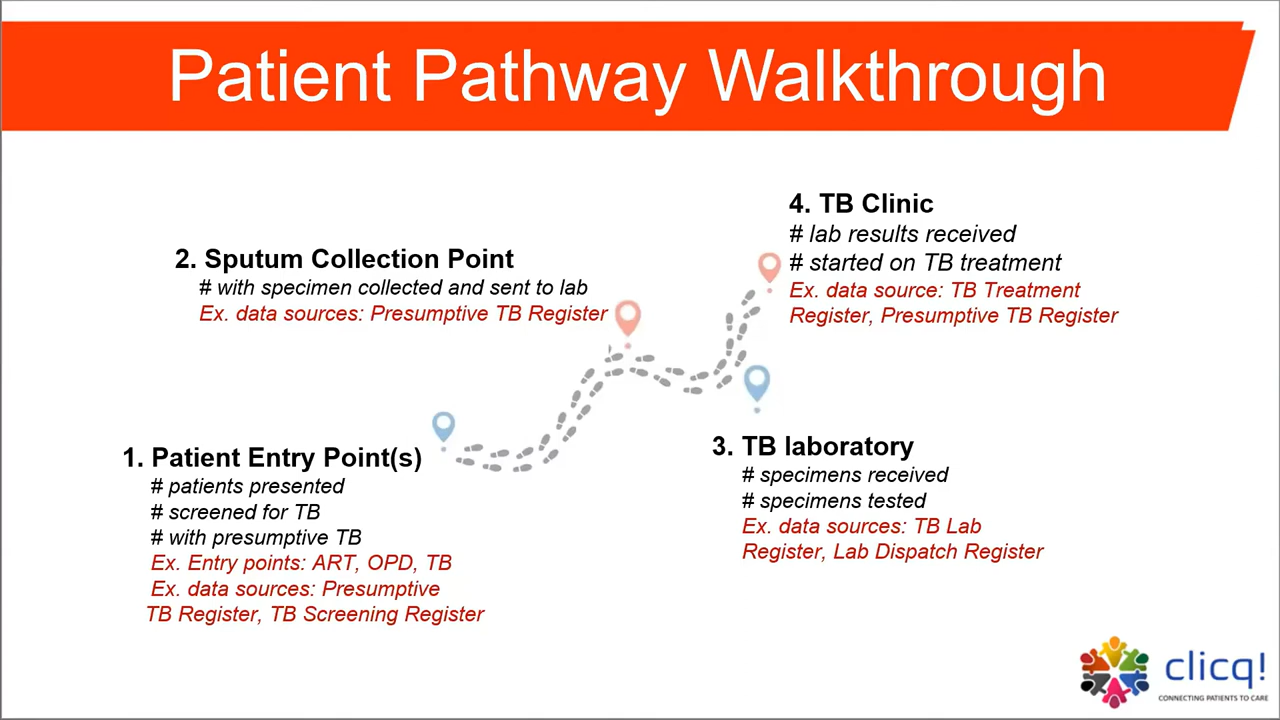 Patient Pathway Walkthrough
1. Patient Entry Point(s)
# patients presented
# screened for TB
# with presumptive TB
Ex. Entry points: ART, OPD, TB
Ex. data sources: Presumptive
TB Register, TB Screening Register
2. Sputum Collection Point
# with specimen collected and sent to lab
Ex. data sources: Presumptive TB Register
3. TB laboratory
# specimens received
# specimens tested
Ex. data sources: TB Lab
Register, Lab Dispatch Register
4. TB Clinic
# lab results received
# started on TB treatment
Ex. data source: TB Treatment
Register, Presumptive TB Register
clicq!
CONNECTING PATIENTS TO CARE